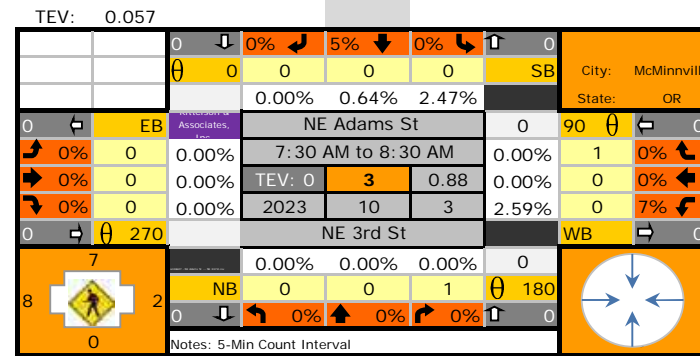 TEV: 0.057
0 0% 5% 0% 0
θ 0 0 0 0 SB City: McMinnvill
0.00% 0.64% 2.47% State: OR
0 EB Associates, NE Adams St 0 90 θ 0
0% 0 0.00% 7:30 AM to 8:30 AM 0.00% 1 0%
0% 0 0.00% TEV: 0 3 0.88 0.00% 0 0%
0% 0 0.00% 2023 10 3 2.59% 0 7%
0 θ 270 NE 3rd St WB 0
7 0.00% 0.00% 0.00% 0
8 2 NB 0 0 1 θ 180
0 0 0% 0% 0% 0
Notes: 5-Min Count Interval